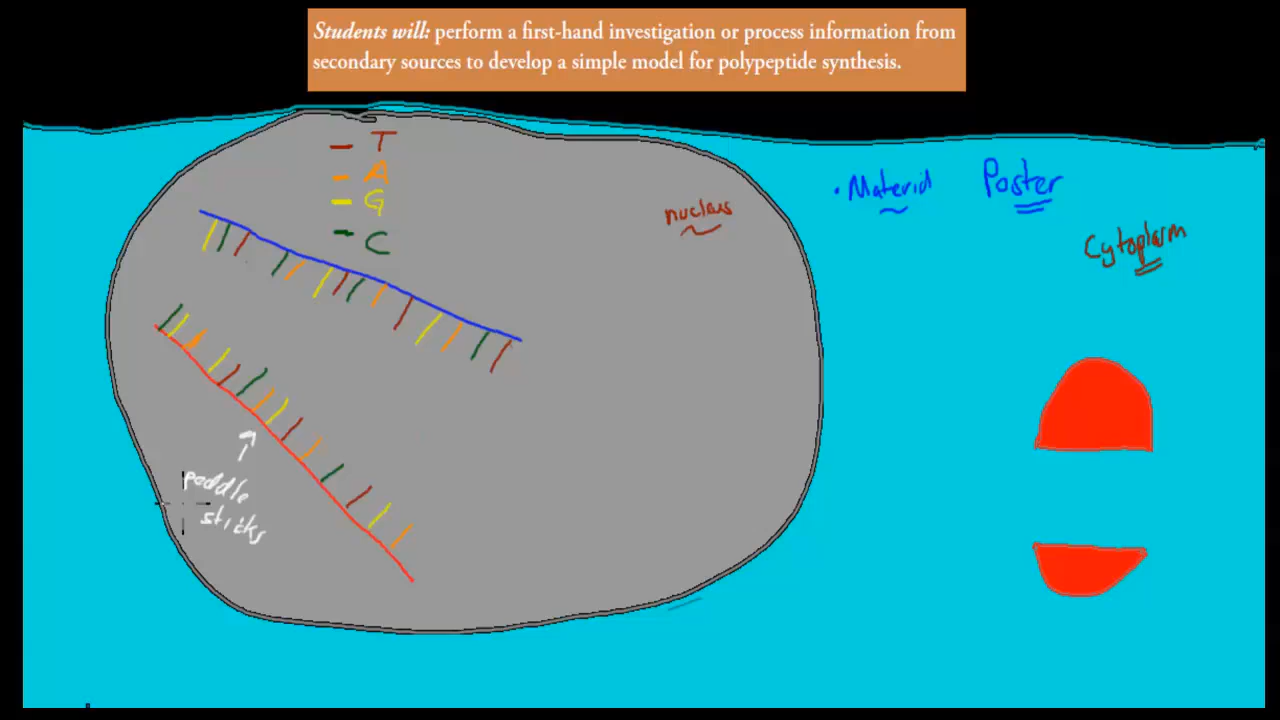 Students will: perform a first-hand investigation or process information from
secondary sources to develop a simple model for polypeptide synthesis.
T
A
G
C
nucleus
• Material Poster
Cytoplasm
paddle
sticks